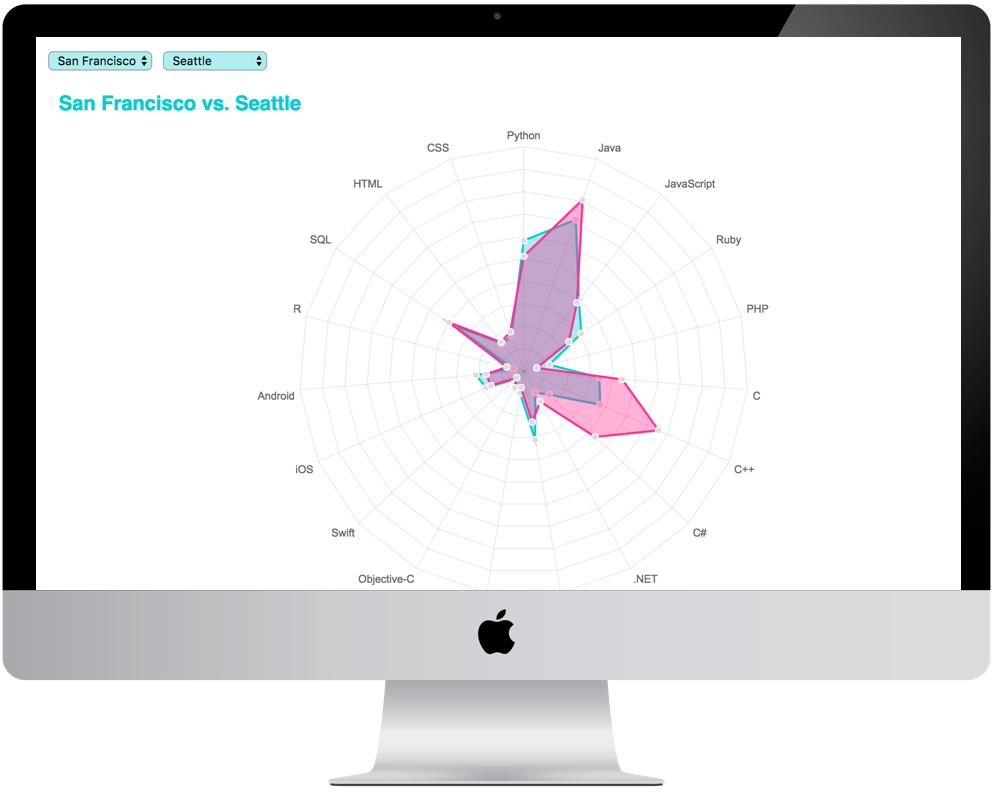 San Francisco Seattle
San Francisco vs. Seattle
Python
CSS
Java
HTML
JavaScript
SQL
Ruby
R
PHP
Android
C
iOS
C++
Swift
C#
Objective-C
.NET